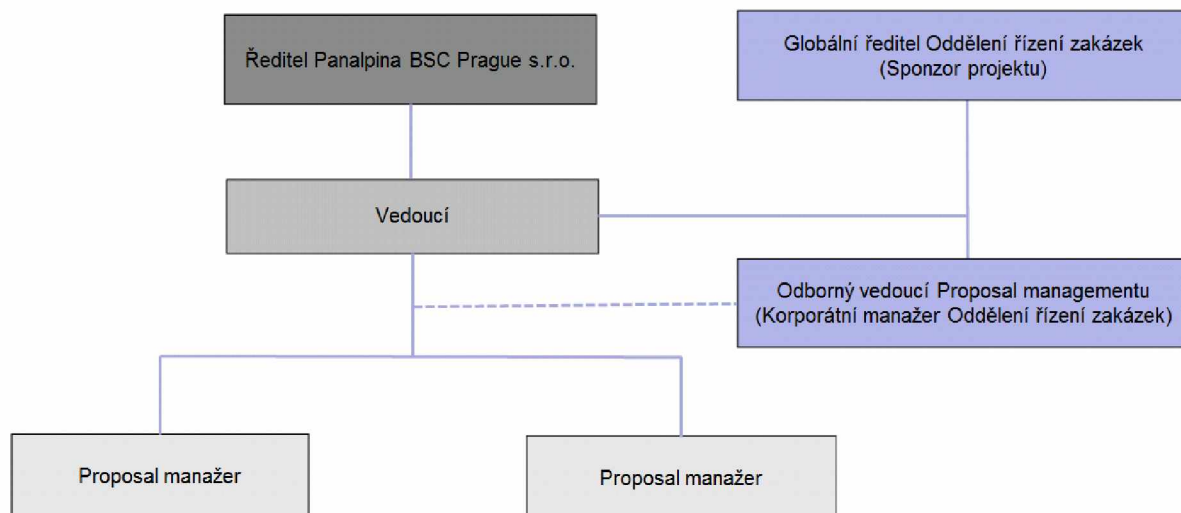 Ředitel Panalpina BSC Prague s.r.o.
Globální ředitel Oddělení řízení zakázek
(Sponzor projektu)
Vedoucí
Odborný vedoucí Proposal managementu
(Korporátní manažer Oddělení řízení zakázek)
Proposal manažer
Proposal manažer